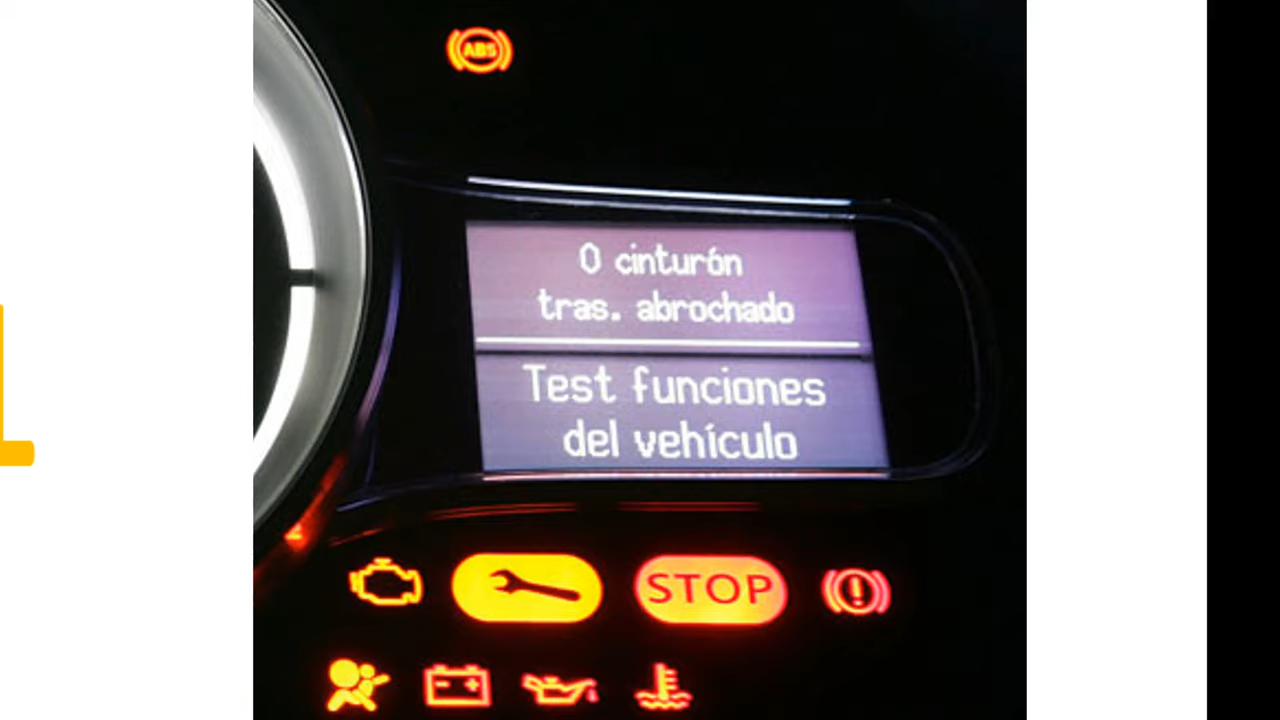 ABS
0 cinturón
tras. abrochado
Test funciones
del vehículo
STOP